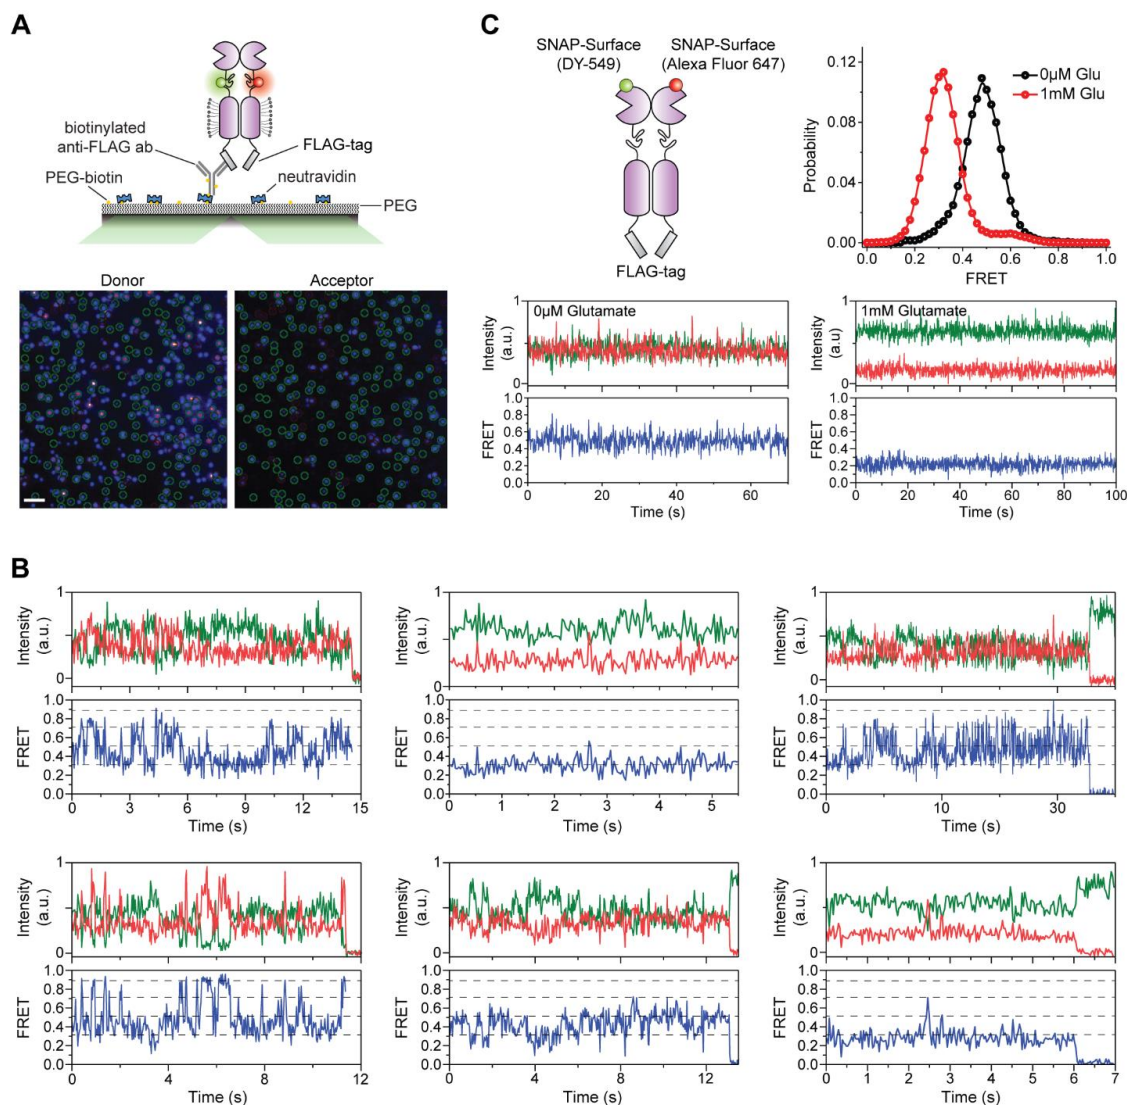 A
biotinylated
anti-FLAG ab
FLAG-tag
PEG-biotin
neutravidin
PEG
Donor
Acceptor
C
SNAP-Surface
(DY-549)
SNAP-Surface
(Alexa Fluor 647)
FLAG-tag
Probability
0.12
0.08
0.04
0.00
0µM Glu
1mM Glu
0.0 0.2 0.4 0.6 0.8 1.0
FRET
Intensity
(a.u.)
1
0
0µM Glutamate
FRET
1.0
0.8
0.6
0.4
0.2
0.0
0 20 40 60
Time (s)
Intensity
(a.u)
1
0
1mM Glutamate
FRET
1.0
0.8
0.6
0.4
0.2
0.0
0 20 40 60 80 100
Time (s)
B
Intensity
(a.u.)
1
0
FRET
1.0
0.8
0.6
0.4
0.2
0.0
0 3 6 9 12 15
Time (s)
Intensity
(a.u.)
1
0
FRET
1.0
0.8
0.6
0.4
0.2
0.0
0 1 2 3 4 5
Time (s)
Intensity
(a.u.)
1
0
FRET
1.0
0.8
0.6
0.4
0.2
0.0
0 10 30
Time (s)
Intensity
(a.u.)
1
0
FRET
1.0
0.8
0.6
0.4
0.2
0.0
0 4 8 12
Time (s)
Intensity
(a.u.)
1
0
FRET
1.0
0.8
0.6
0.4
0.2
0.0
0 4 8 12
Time (s)
Intensity
(a.u.)
1
0
FRET
1.0
0.8
0.6
0.4
0.2
0.0
0 1 2 3 4 5 6 7
Time (s)